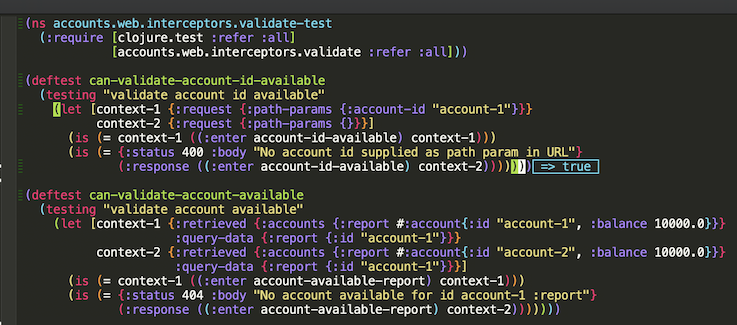 (ns accounts.web.interceptors.validate-test
  (:require [clojure.test :refer :all]
            [accounts.web.interceptors.validate :refer :all]))
(deftest can-validate-account-id-available
  (testing "validate account id available"
    (let [context-1 {:request {:path-params {:account-id "account-1"}}}
          context-2 {:request {:path-params {}}}]
      (is (= context-1 ((:enter account-id-available) context-1)))
      (is (= {:status 400 :body "No account id supplied as path param in URL"}
             (:response ((:enter account-id-available) context-2))))))) => true
(deftest can-validate-account-available
  (testing "validate account available"
    (let [context-1 {:retrieved {:accounts {:report #:account{:id "account-1", :balance 10000.0}}}
                     :query-data {:report {:id "account-1"}}}
          context-2 {:retrieved {:accounts {:report #:account{:id "account-2", :balance 10000.0}}}
                     :query-data {:report {:id "account-1"}}}]
      (is (= context-1 ((:enter account-available-report) context-1)))
      (is (= {:status 404 :body "No account available for id account-1 :report"}
             (:response ((:enter account-available-report) context-2)))))))